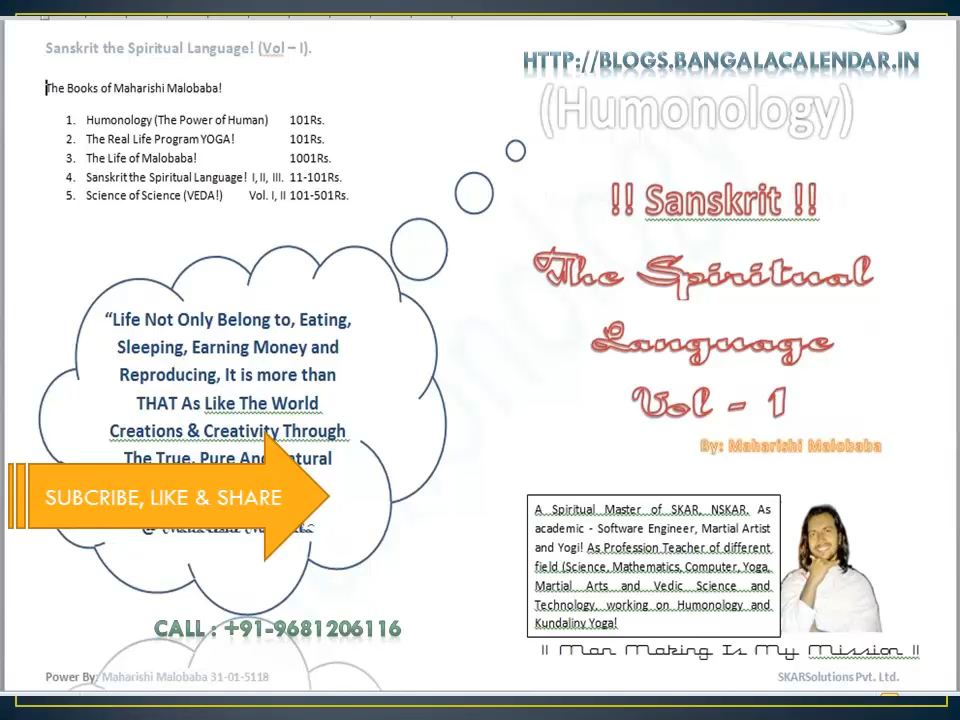 Sanskrit the Spiritual Language! (Vol – I).
The Books of Maharishi Malobaba!
1. Humonology (The Power of Human) 101Rs.
2. The Real Life Program YOGA! 101Rs.
3. The Life of Malobaba! 1001Rs.
4. Sanskrit the Spiritual Language! I, II, III. 11-101Rs.
5. Science of Science (VEDA!) Vol. I, II 101-501Rs.
“Life Not Only Belong to, Eating,
Sleeping, Earning Money and
Reproducing, It is more than
THAT As Like The World
Creations & Creativity Through
The True, Pure And
SUBCRIBE, LIKE & SHARE
@
CALL : +91-9681206116
Power By: Maharishi Malobaba 31-01-5118
HTTP://BLOGS.BANGALACALENDAR.IN
(Humonology)
!! Sanskrit !!
The Spiritual
Language
Vol - 1
By: Maharishi Malobaba
A Spiritual Master of SKAR, NSKAR. As
academic - Software Engineer, Martial Artist
and Yogi! As Profession Teacher of different
field (Science, Mathematics, Computer, Yoga,
Martial Arts and Vedic Science and
Technology, working on Humonology and
Kundaliny Yoga!
|| Man Making Is My Mission ||
SKARSolutions Pvt. Ltd.